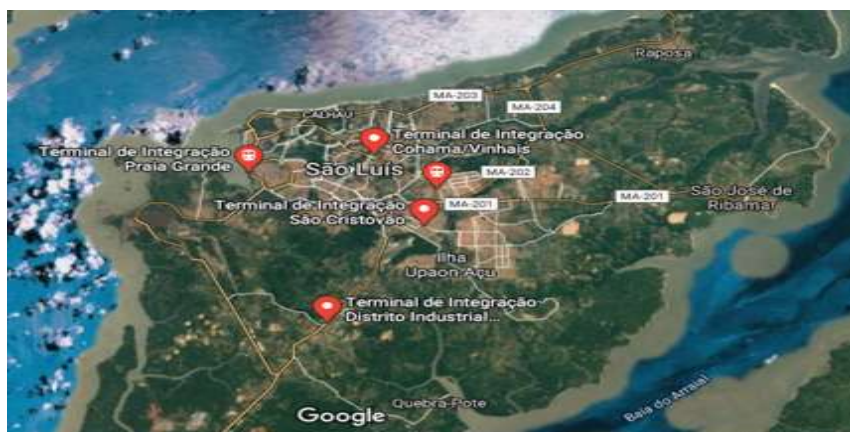 Raposa
MA-203
MA-204
CALHAU
Terminal de Integração
Cohama/Vinhais
Terminal de Integração
Praia Grande
São Luís
MA-202
São José de
Ribamar
MA-201
MA-201
Terminal de Integração
São Cristovão
Ilha
Upaon-Açu
Terminal de Integração
Distrito Industrial...
Quebra-Pote
Baía do Arraial
Google